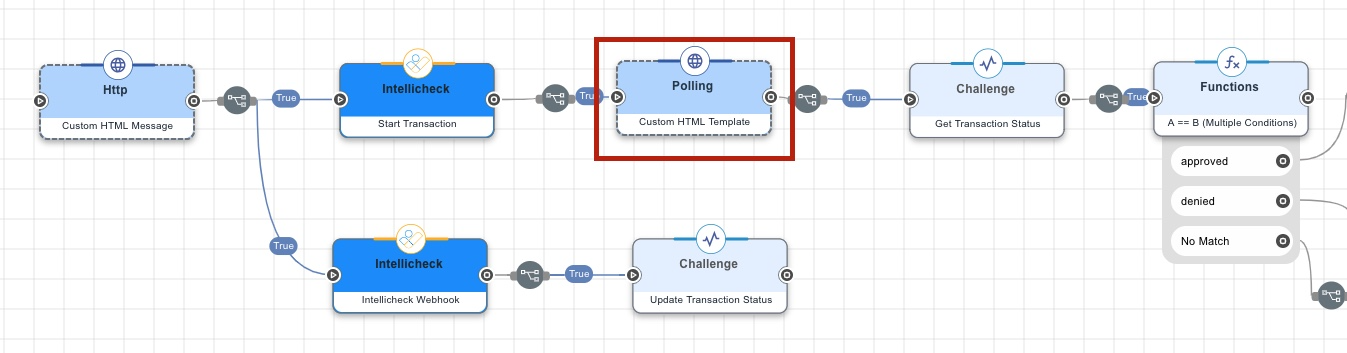 Http
Custom HTML Message
True
Intellicheck
Start Transaction
True
Polling
Custom HTML Template
True
Challenge
Get Transaction Status
True
Functions
A == B (Multiple Conditions)
approved
denied
No Match
True
Intellicheck
Intellicheck Webhook
True
Challenge
Update Transaction Status